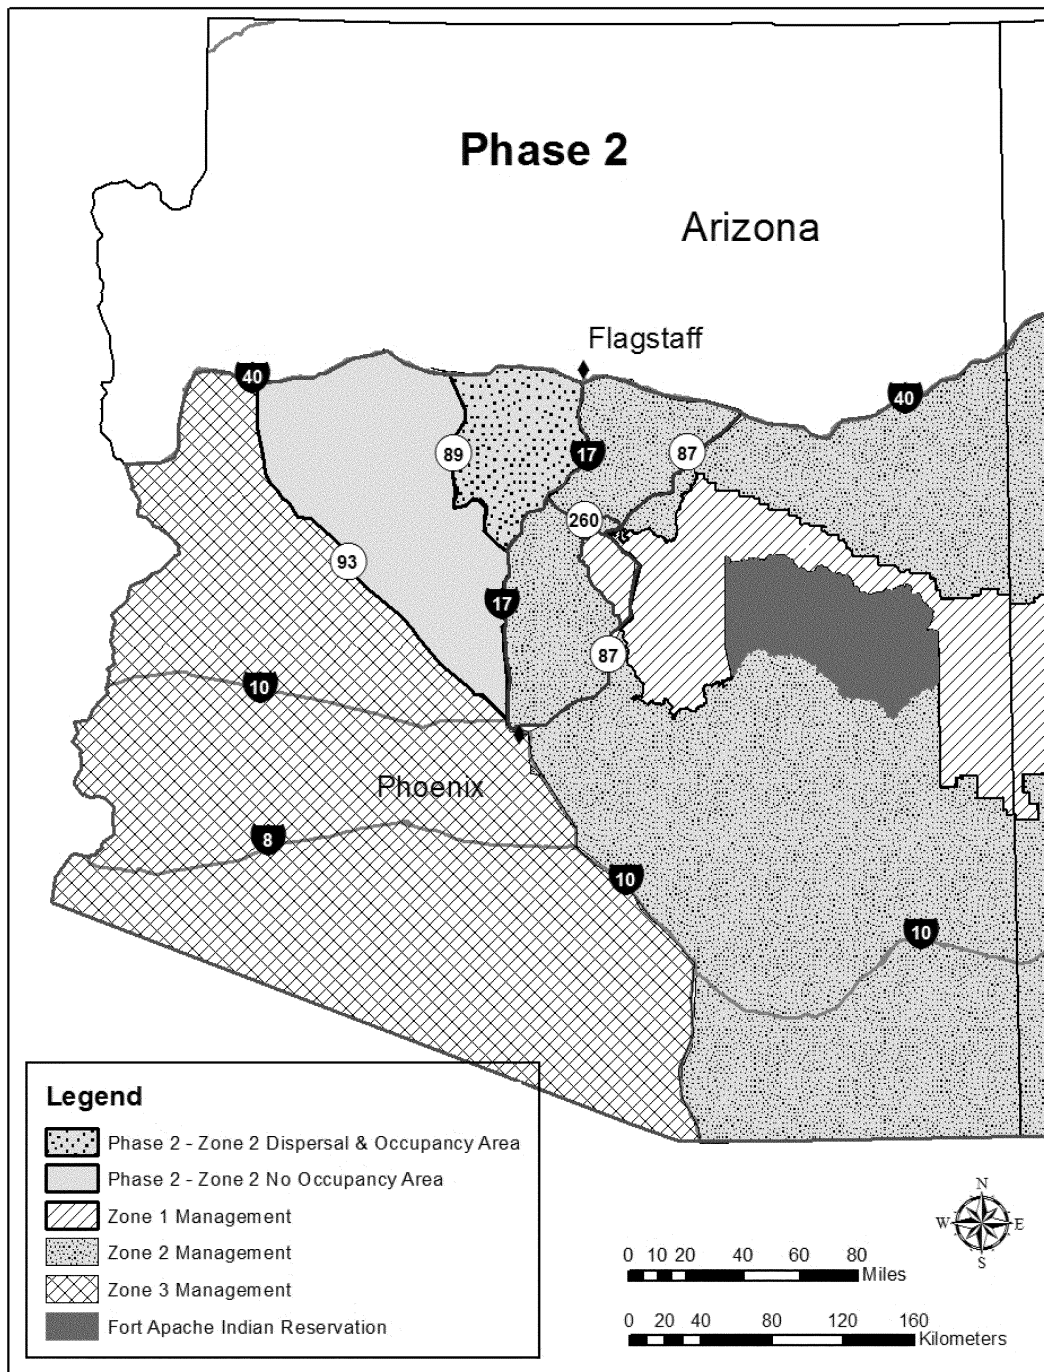 Phase 2
Arizona
Flagstaff
40
40
89
17
87
260
93
17
87
10
Phoenix
8
10
10
Legend
Phase 2 - Zone 2 Dispersal & Occupancy Area
Phase 2 - Zone 2 No Occupancy Area
Zone 1 Management
Zone 2 Management
Zone 3 Management
Fort Apache Indian Reservation
N
W E
S
0 10 20 40 60 80
Miles
0 20 40 80 120 160
Kilometers